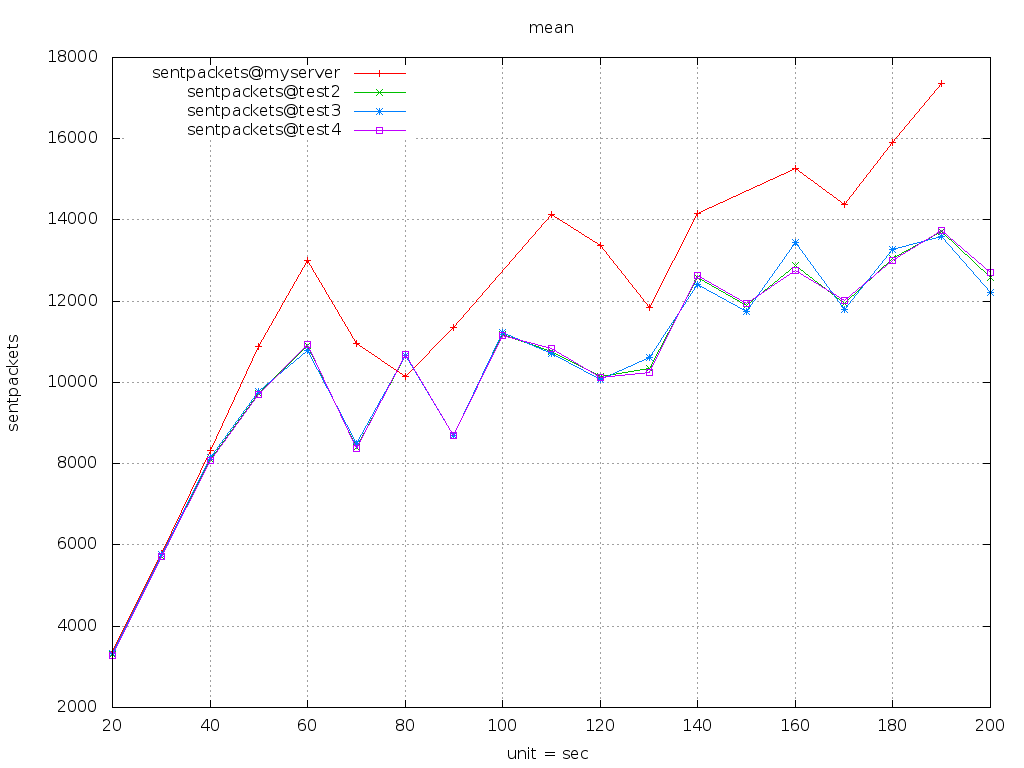 mean
18000
16000
14000
12000
10000
8000
6000
4000
2000
sentpackets
sentpackets@myserver
sentpackets@test2
sentpackets@test3
sentpackets@test4
20 40 60 80 100 120 140 160 180 200
unit = sec